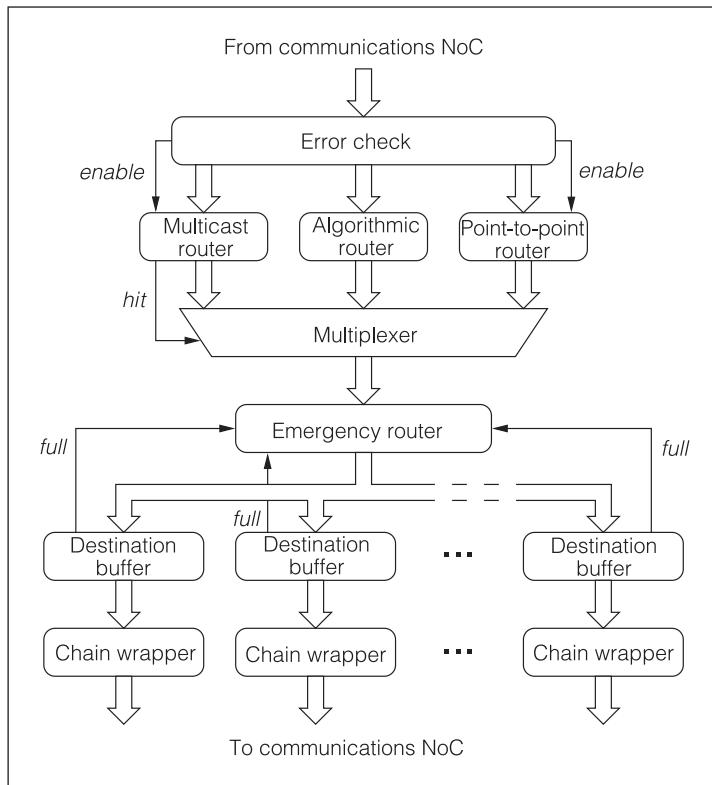 From communications NoC
Error check
enable
enable
Multicast
router
Algorithmic
router
Point-to-point
router
hit
Multiplexer
Emergency router
full
full
full
Destination
buffer
Destination
buffer
...
Destination
buffer
Chain wrapper
Chain wrapper
...
Chain wrapper
To communications NoC